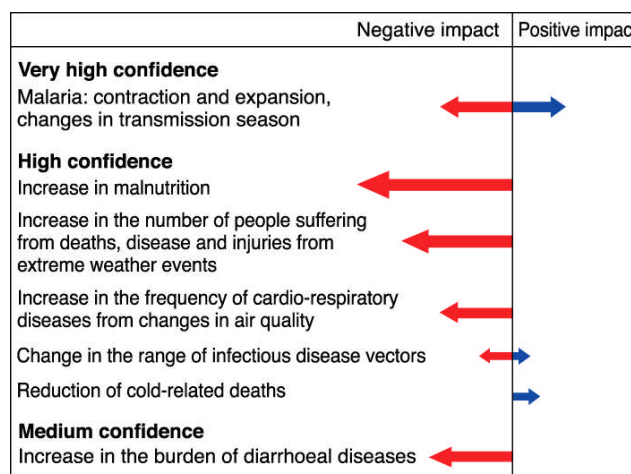 Negative impact Positive impact
Very high confidence
Malaria: contraction and expansion,
changes in transmission season
High confidence
Increase in malnutrition
Increase in the number of people suffering
from deaths, disease and injuries from
extreme weather events
Increase in the frequency of cardio-respiratory
diseases from changes in air quality
Change in the range of infectious disease vectors
Reduction of cold-related deaths
Medium confidence
Increase in the burden of diarrhoeal diseases